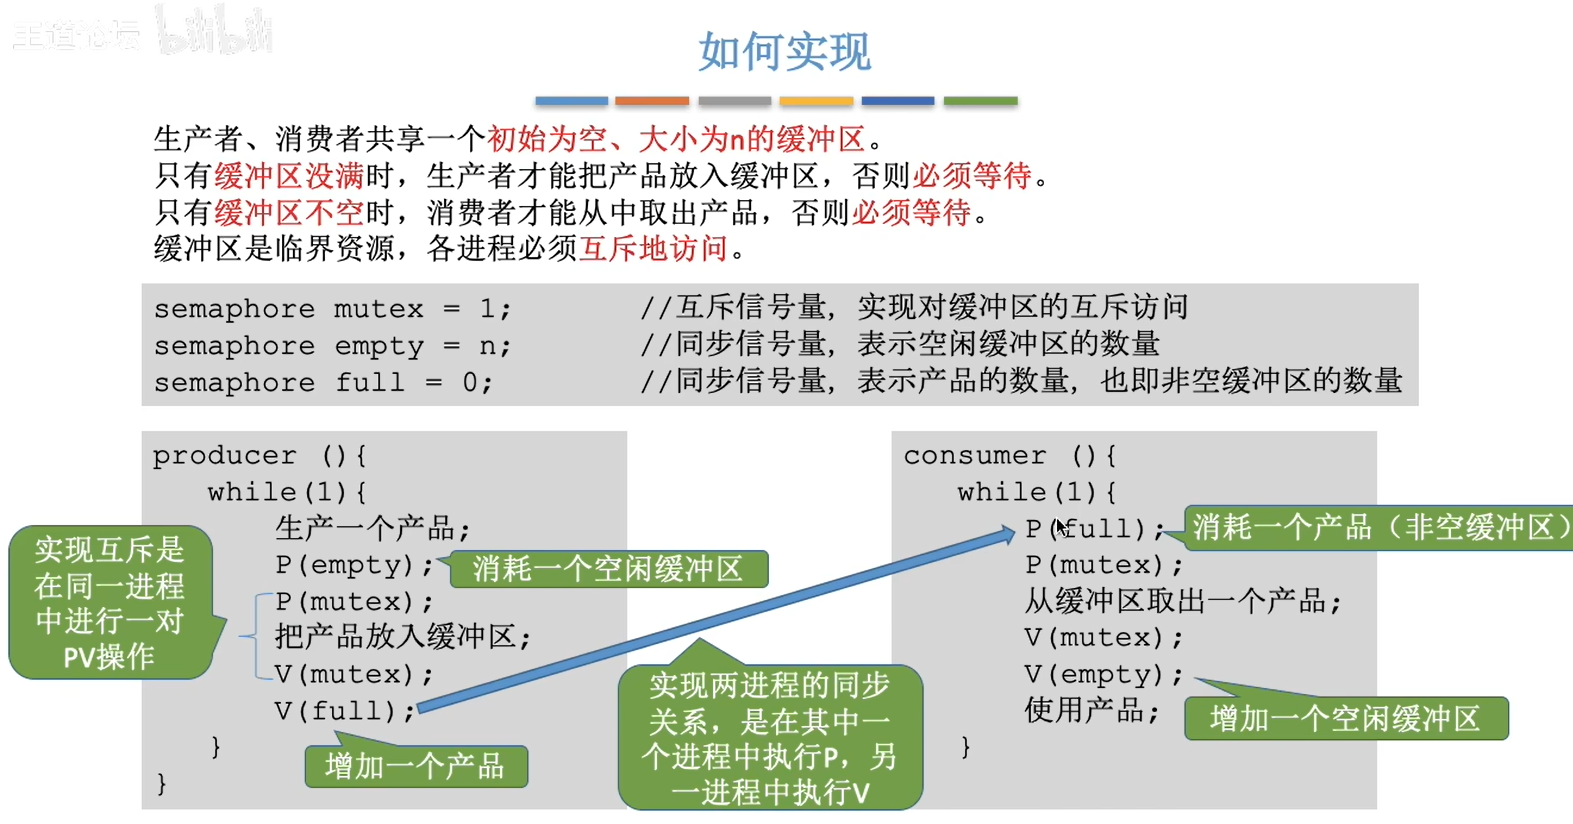 王道论坛 bilibili
如何实现
生产者、消费者共享一个初始为空、大小为n的缓冲区。
只有缓冲区没满时，生产者才能把产品放入缓冲区，否则必须等待。
只有缓冲区不空时，消费者才能从中取出产品，否则必须等待。
缓冲区是临界资源，各进程必须互斥地访问。
semaphore mutex = 1; //互斥信号量，实现对缓冲区的互斥访问
semaphore empty = n; //同步信号量，表示空闲缓冲区的数量
semaphore full = 0; //同步信号量，表示产品的数量，也即非空缓冲区的数量
producer (){
while(1){
生产一个产品;
P(empty);
P(mutex);
把产品放入缓冲区;
V(mutex);
V(full);
}
}
实现互斥是
在同一进程
中进行一对
PV操作
消耗一个空闲缓冲区
增加一个产品
实现两进程的同步
关系，是在其中一
个进程中执行P，另
一进程中执行V
consumer (){
while(1){
P(full);
P(mutex);
从缓冲区取出一个产品;
V(mutex);
V(empty);
使用产品;
}
消耗一个产品（非空缓冲区）
增加一个空闲缓冲区